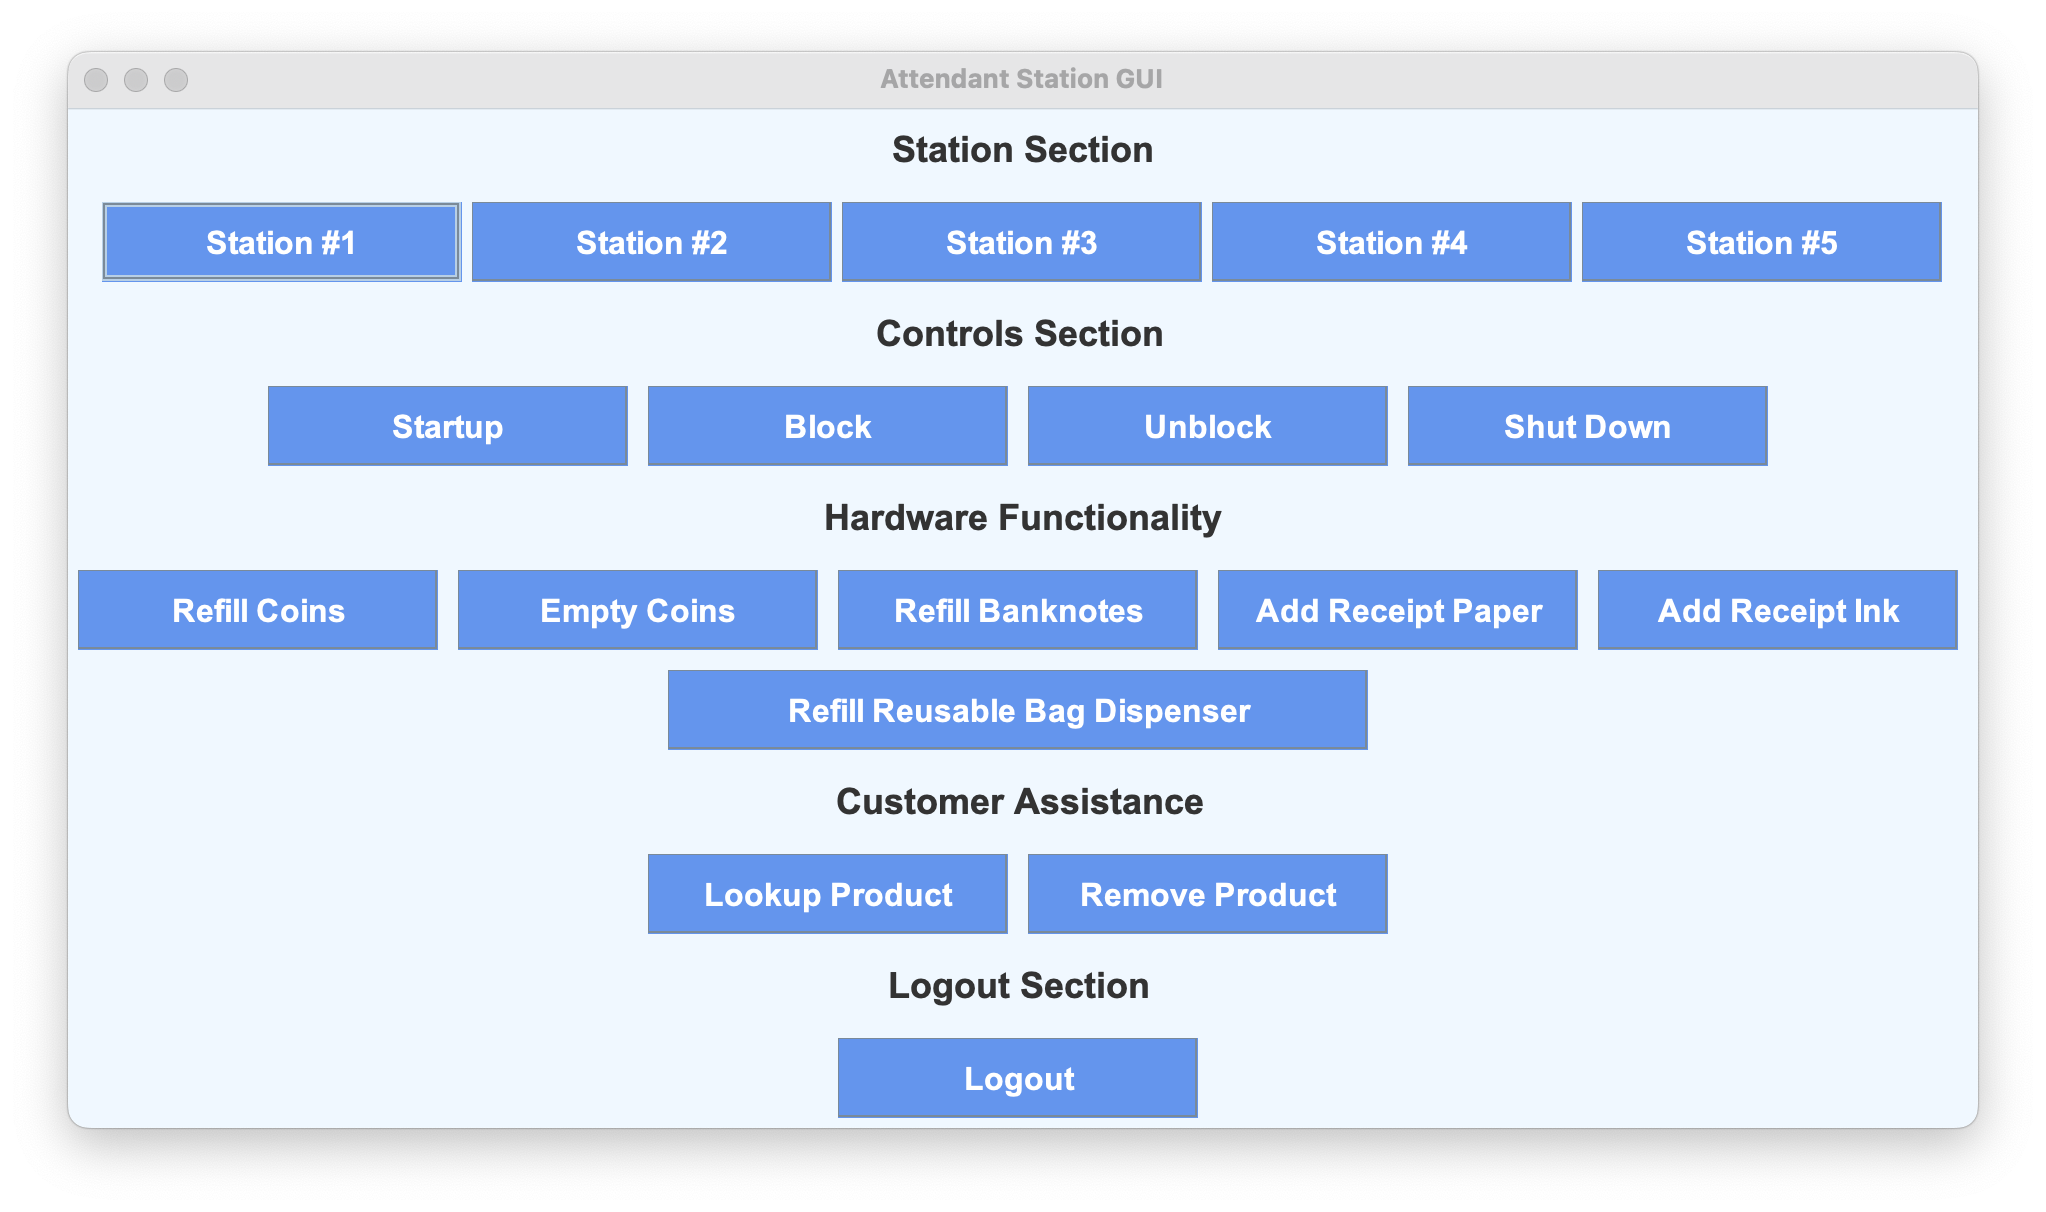 Attendant Station GUI
Station Section
Station #1 Station #2 Station #3 Station #4 Station #5
Controls Section
Startup Block Unblock Shut Down
Hardware Functionality
Refill Coins Empty Coins Refill Banknotes Add Receipt Paper Add Receipt Ink
Refill Reusable Bag Dispenser
Customer Assistance
Lookup Product Remove Product
Logout Section
Logout